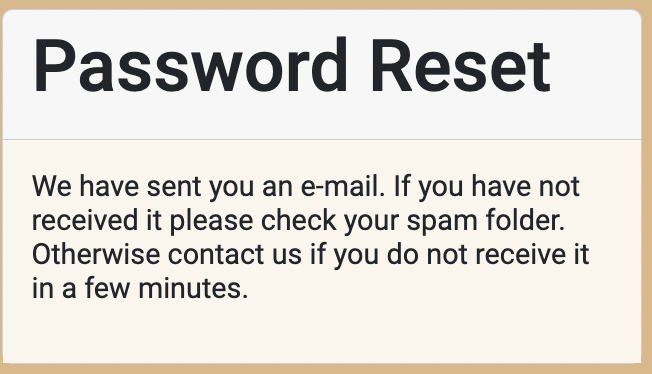 Password Reset
We have sent you an e-mail. If you have not
received it please check your spam folder.
Otherwise contact us if you do not receive it
in a few minutes.